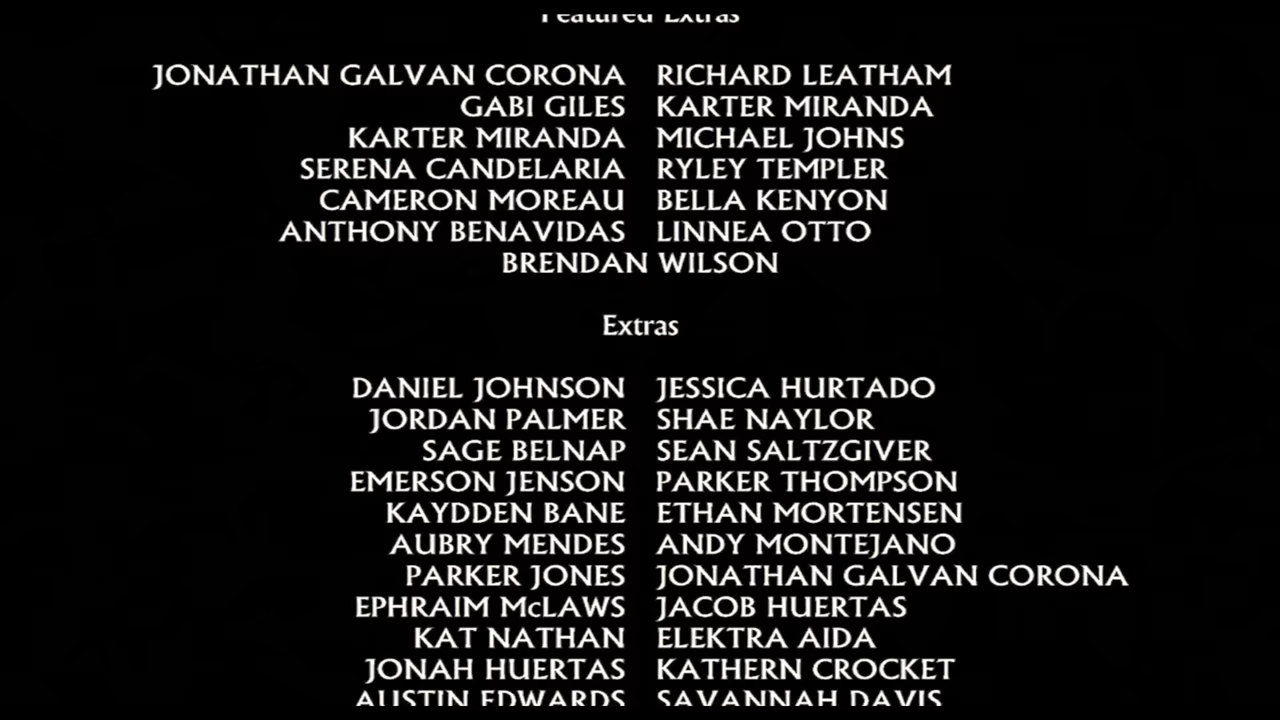 Featured Extras
JONATHAN GALVAN CORONA RICHARD LEATHAM
GABI GILES KARTER MIRANDA
KARTER MIRANDA MICHAEL JOHNS
SERENA CANDELARIA RYLEY TEMPLER
CAMERON MOREAU BELLA KENYON
ANTHONY BENAVIDAS LINNEA OTTO
BRENDAN WILSON
Extras
DANIEL JOHNSON JESSICA HURTADO
JORDAN PALMER SHAE NAYLOR
SAGE BELNAP SEAN SALTZGIVER
EMERSON JENSON PARKER THOMPSON
KAYDDEN BANE ETHAN MORTENSEN
AUBRY MENDES ANDY MONTEJANO
PARKER JONES JONATHAN GALVAN CORONA
EPHRAIM McLAWS JACOB HUERTAS
KAT NATHAN ELEKTRA AIDA
JONAH HUERTAS KATHERN CROCKET
AUSTIN EDWARDS SAVANNAH DAVIS